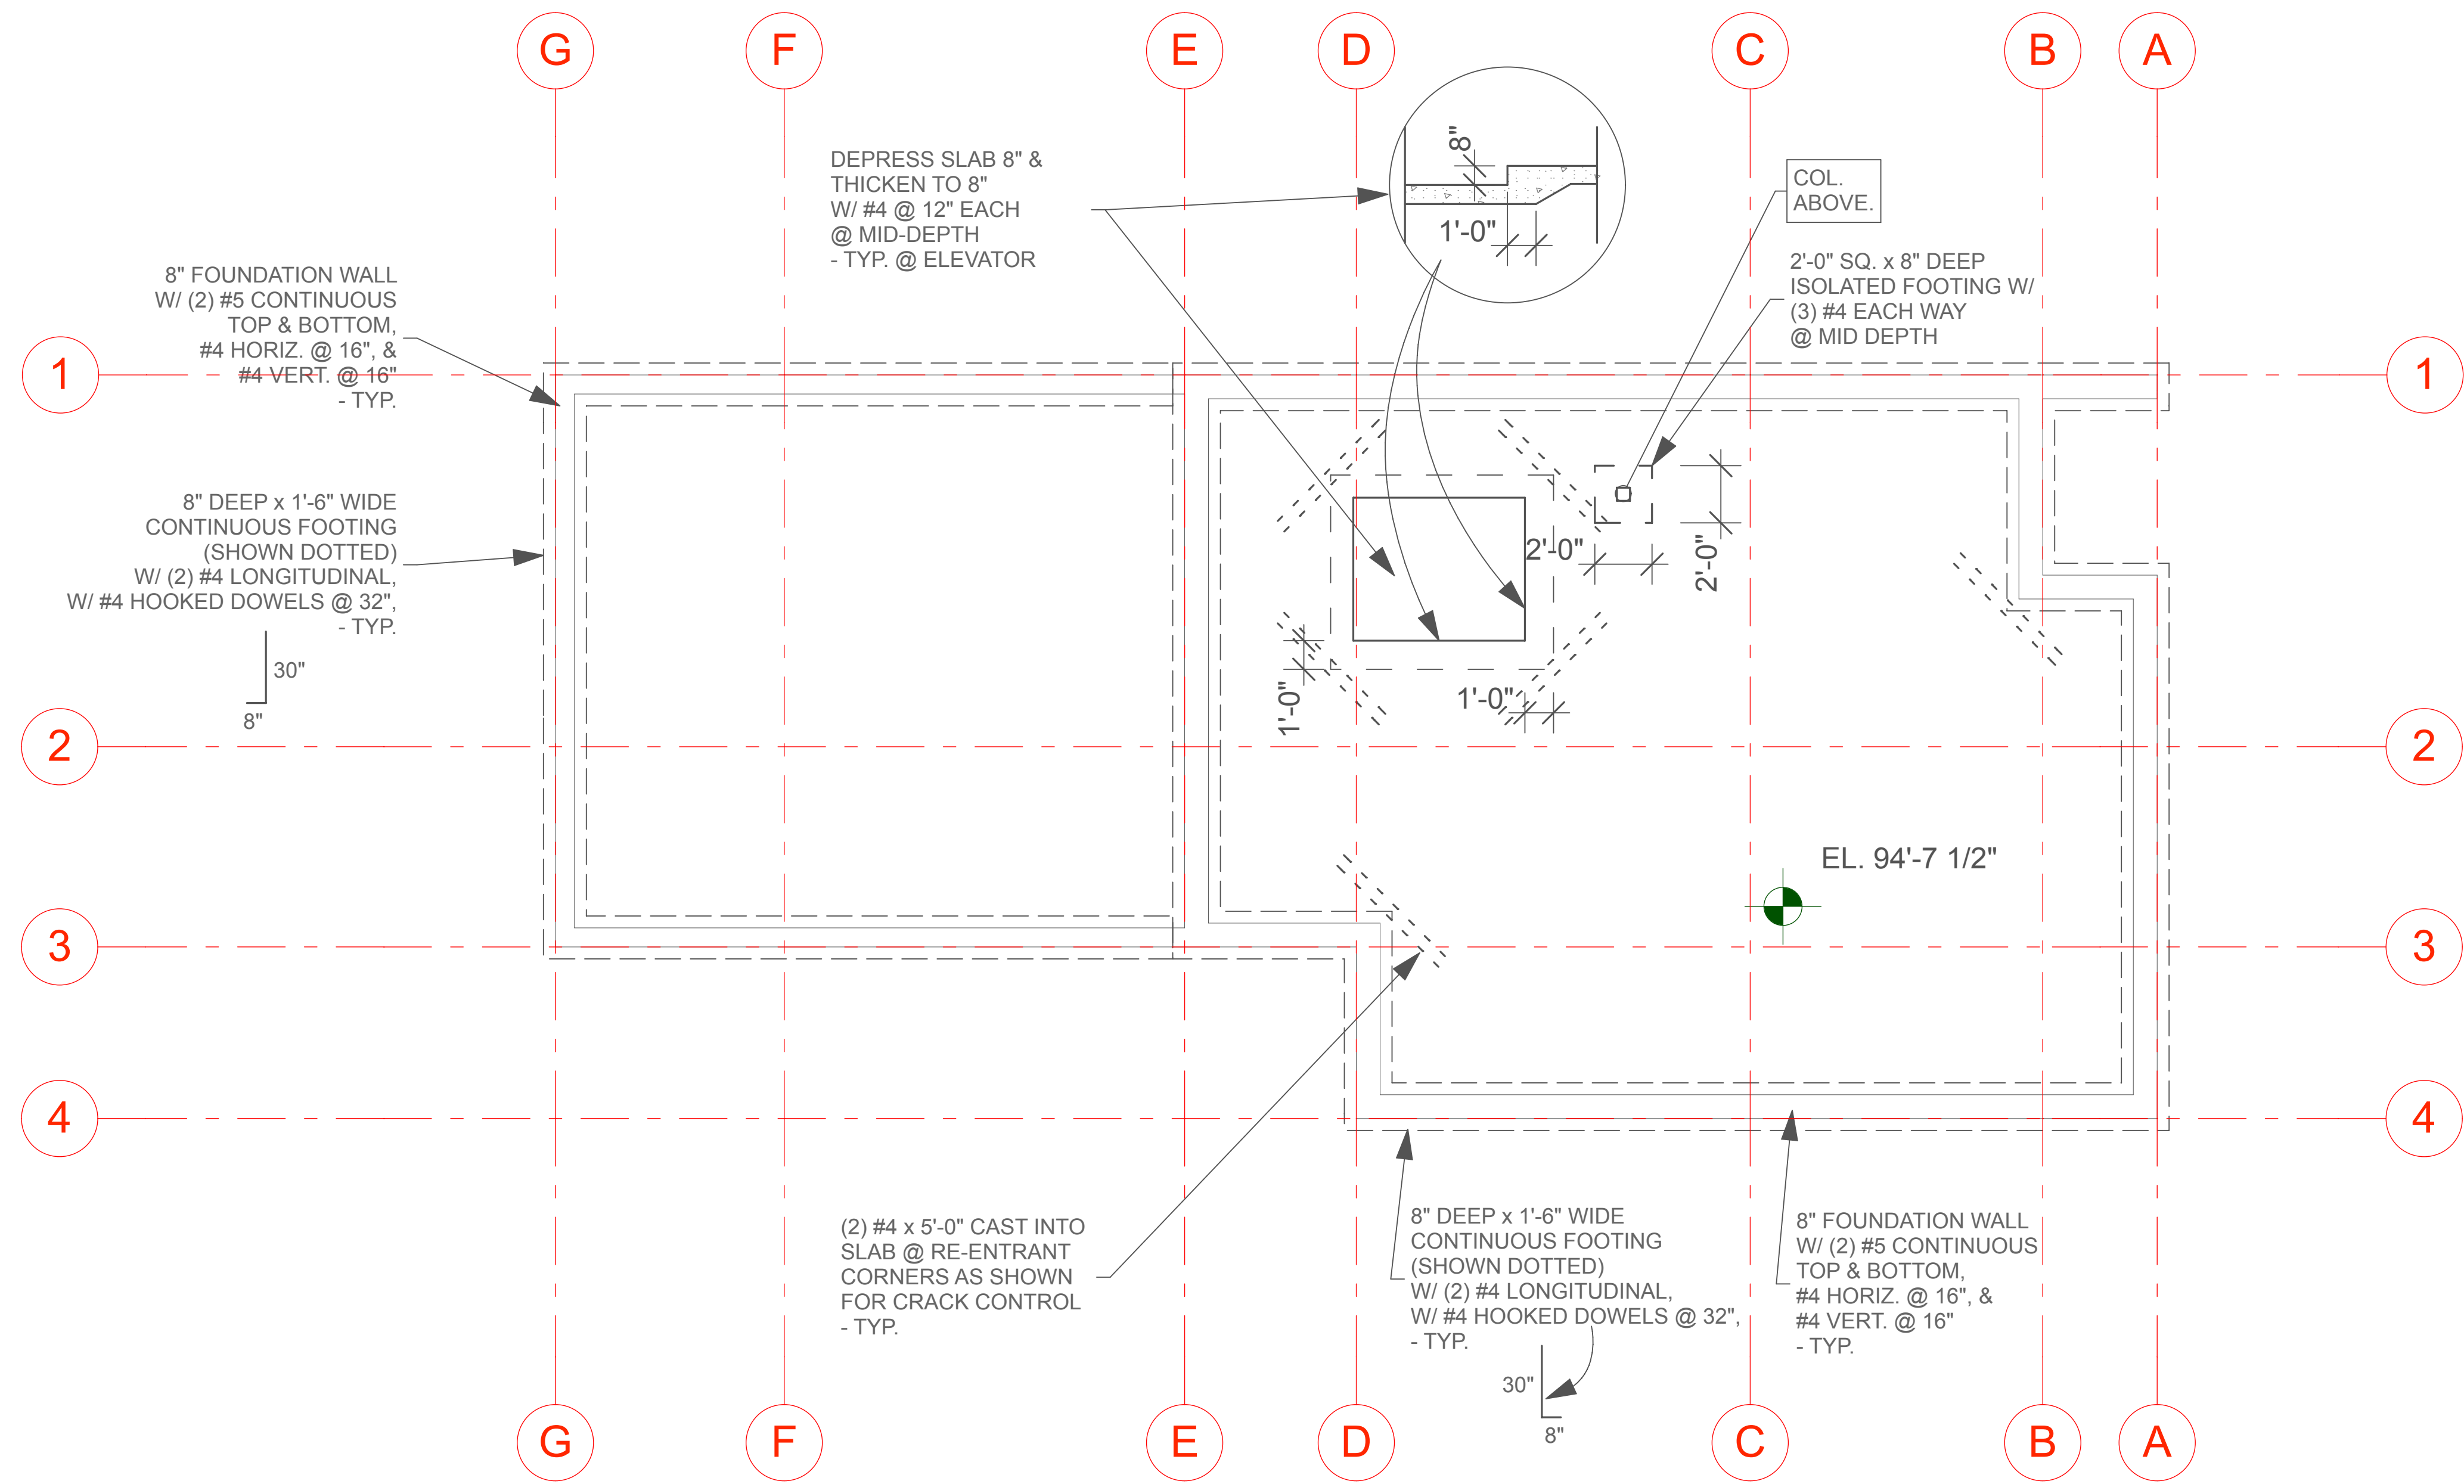 G
F
E
D
C
B
A
DEPRESS SLAB 8" &
THICKEN TO 8"
W/ #4 @ 12" EACH
@ MID-DEPTH
- TYP. @ ELEVATOR
8"
1'-0"
COL.
ABOVE.
2'-0" SQ. x 8" DEEP
ISOLATED FOOTING W/
(3) #4 EACH WAY
@ MID DEPTH
8" FOUNDATION WALL
W/ (2) #5 CONTINUOUS
TOP & BOTTOM,
#4 HORIZ. @ 16", &
#4 VERT. @ 16"
- TYP.
1
1
8" DEEP x 1'-6" WIDE
CONTINUOUS FOOTING
(SHOWN DOTTED)
W/ (2) #4 LONGITUDINAL,
W/ #4 HOOKED DOWELS @ 32",
- TYP.
30"
8"
2'-0"
2'-0"
1'-0"
1'-0"
2
2
EL. 94'-7 1/2"
3
3
4
4
(2) #4 x 5'-0" CAST INTO
SLAB @ RE-ENTRANT
CORNERS AS SHOWN
FOR CRACK CONTROL
- TYP.
8" DEEP x 1'-6" WIDE
CONTINUOUS FOOTING
(SHOWN DOTTED)
W/ (2) #4 LONGITUDINAL,
W/ #4 HOOKED DOWELS @ 32",
- TYP.
30"
8"
8" FOUNDATION WALL
W/ (2) #5 CONTINUOUS
TOP & BOTTOM,
#4 HORIZ. @ 16", &
#4 VERT. @ 16"
- TYP.
G
F
E
D
C
B
A